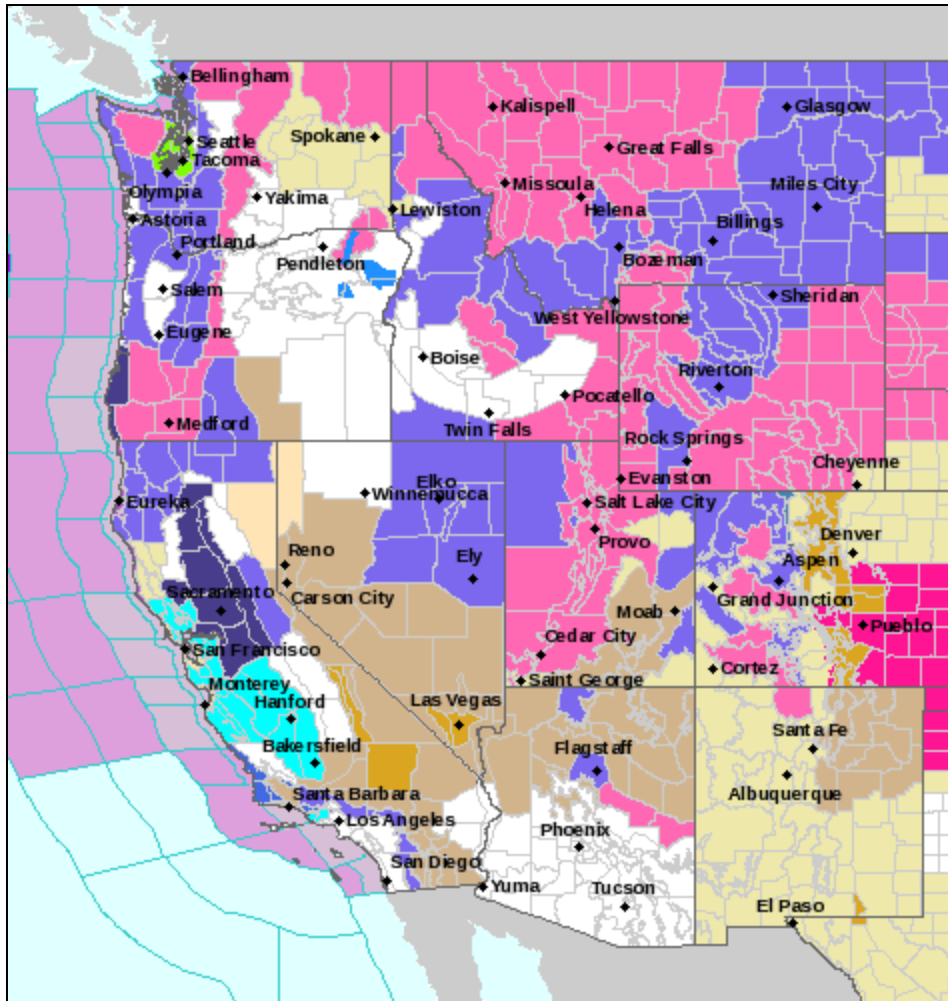 Bellingham
Kalispell
Glasgow
Seattle
Spokane
Great Falls
Tacoma
Missoula
Miles City
Olympia
Yakima
Lewiston
Helena
Astoria
Billings
Portland
Pendleton
Bozeman
Salem
Sheridan
West Yellowstone
Eugene
Boise
Riverton
Pocatello
Medford
Twin Falls
Rock Springs
Cheyenne
Evanston
Elko
Winnemucca
Eureka
Salt Lake City
Denver
Provo
Reno
Ely
Aspen
Sacramento
Carson City
Grand Junction
Moab
Pueblo
Cedar City
San Francisco
Cortez
Saint George
Monterey
Hanford
Las Vegas
Santa Fe
Bakersfield
Flagstaff
Santa Barbara
Albuquerque
Los Angeles
Phoenix
San Diego
Yuma
Tucson
El Paso